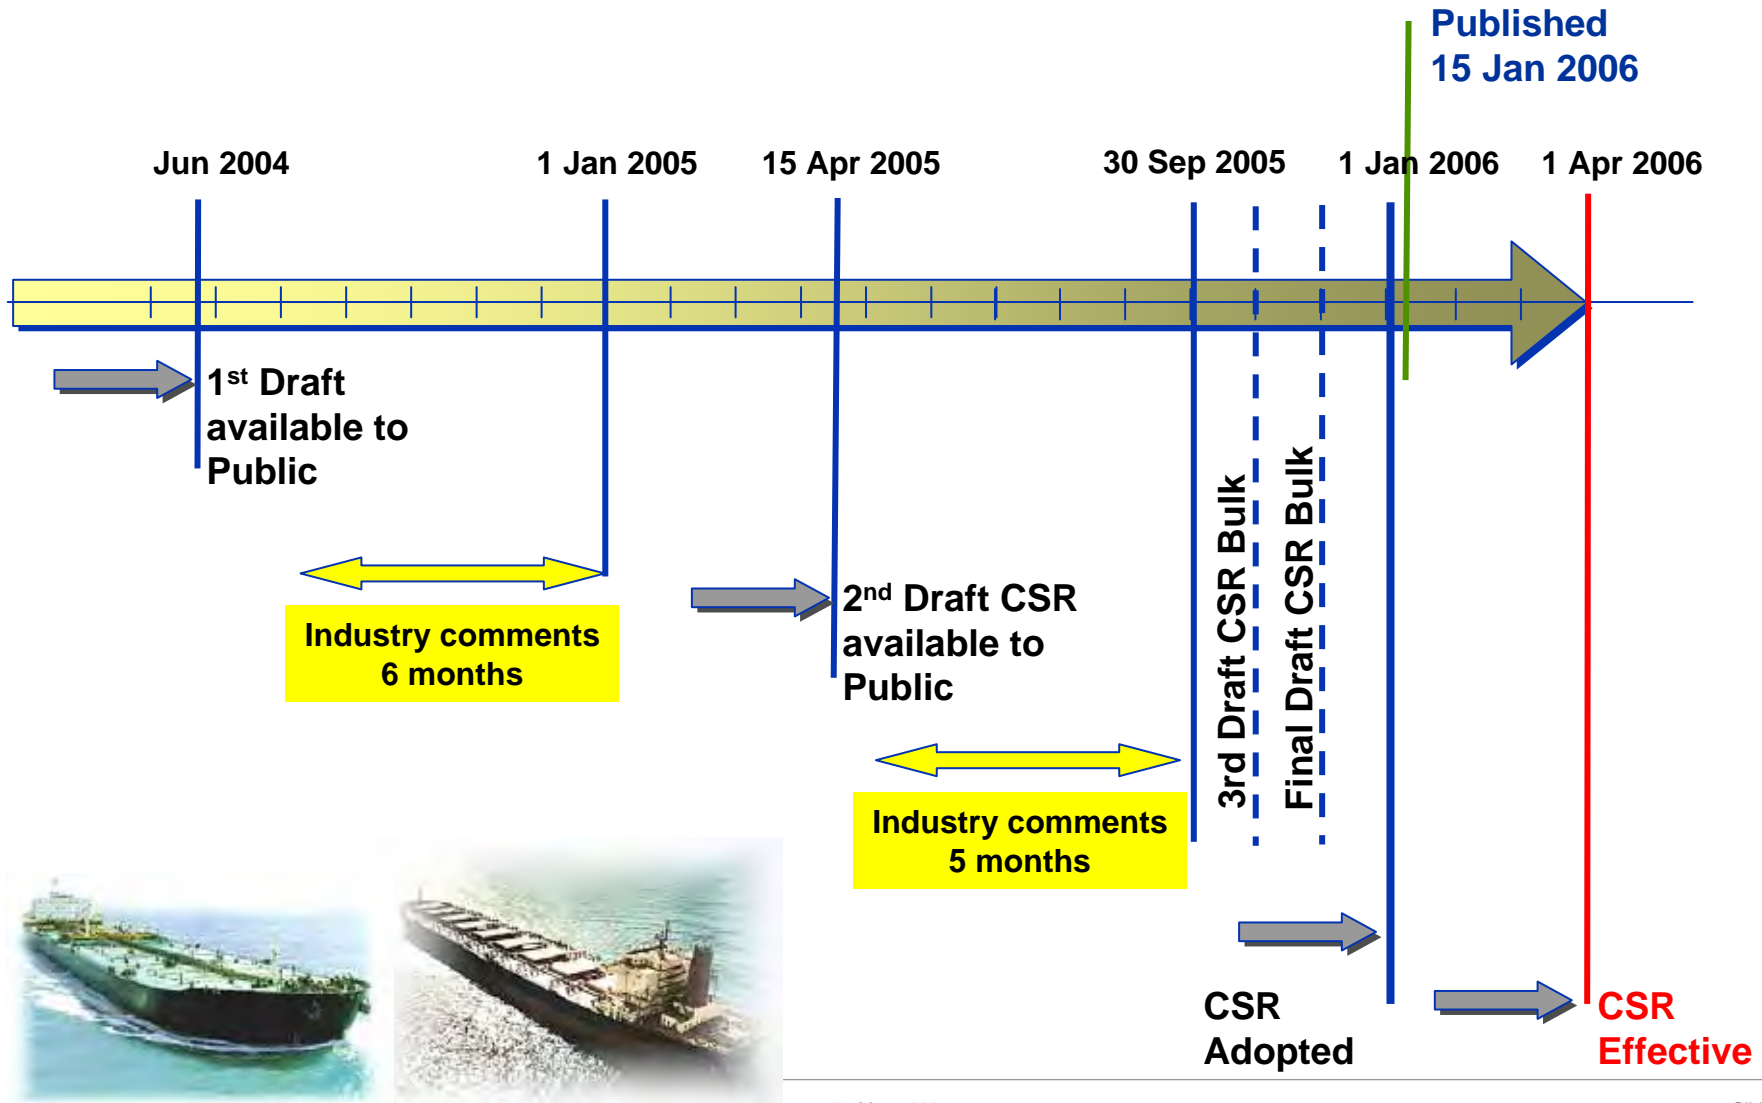 Published
15 Jan 2006
Jun 2004
1 Jan 2005
15 Apr 2005
30 Sep 2005
1 Jan 2006
1 Apr 2006
1st Draft
available to
Public
Industry comments
6 months
2nd Draft CSR
available to
Public
3rd Draft CSR Bulk
Final Draft CSR Bulk
Industry comments
5 months
CSR
Adopted
CSR
Effective